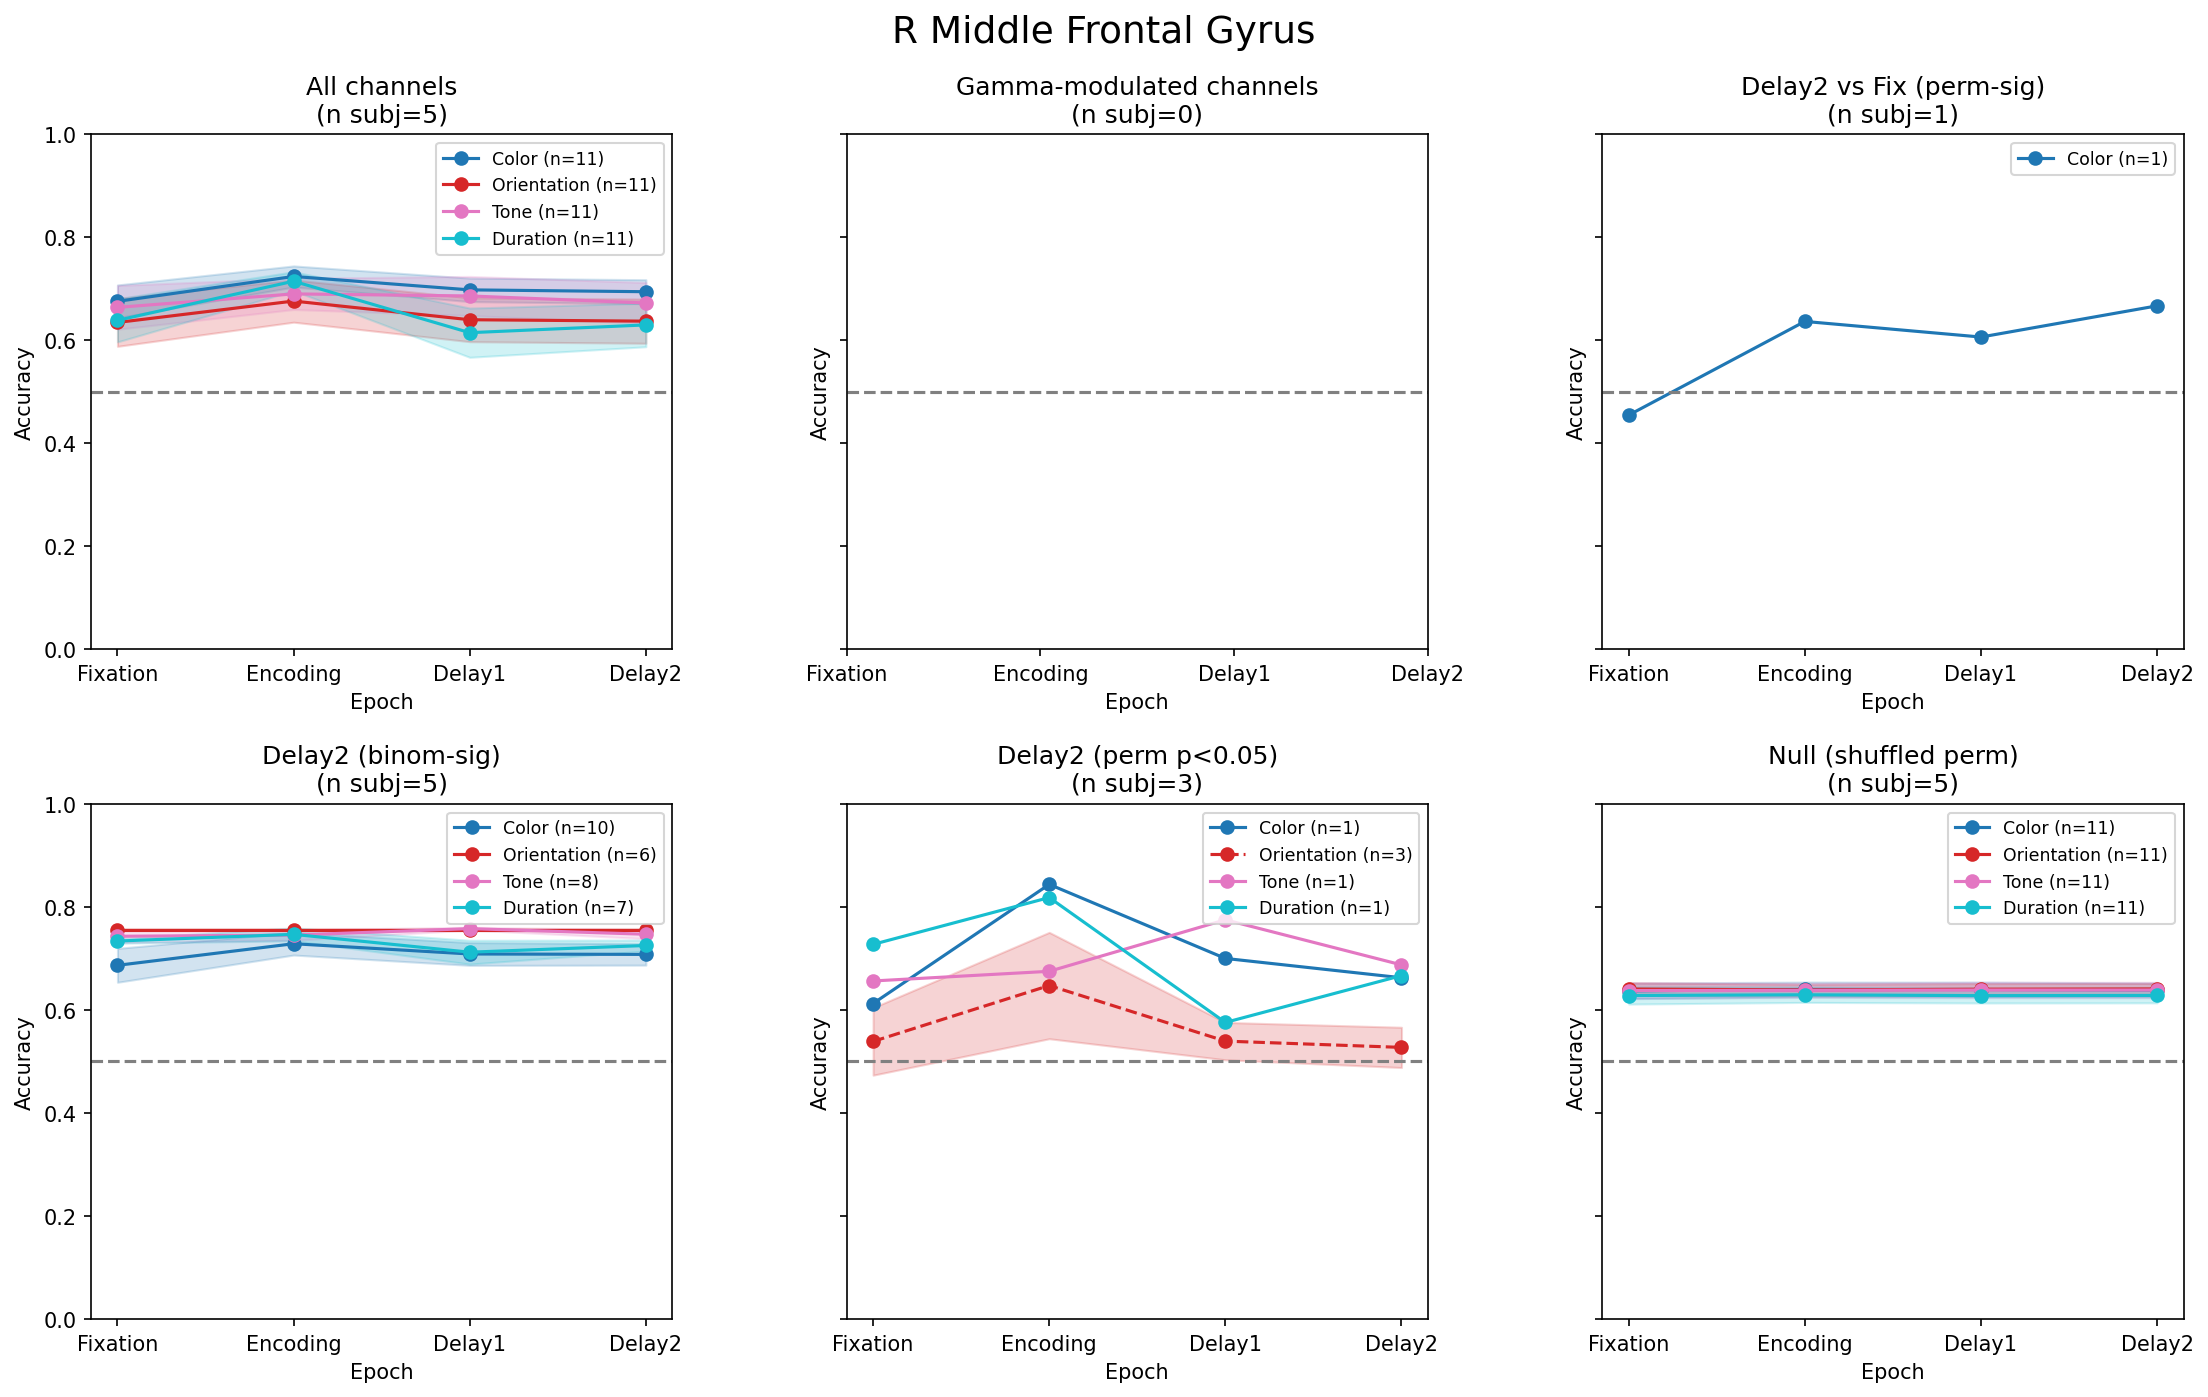 R Middle Frontal Gyrus
All channels
(n subj=5)
Accuracy
1.0
0.8
0.6
0.4
0.2
0.0
Color (n=11)
Orientation (n=11)
Tone (n=11)
Duration (n=11)
Fixation Encoding Delay1 Delay2
Epoch
Gamma-modulated channels
(n subj=0)
Accuracy
Fixation Encoding Delay1 Delay2
Epoch
Delay2 vs Fix (perm-sig)
(n subj=1)
Accuracy
Color (n=1)
Fixation Encoding Delay1 Delay2
Epoch
Delay2 (binom-sig)
(n subj=5)
Accuracy
1.0
0.8
0.6
0.4
0.2
0.0
Color (n=10)
Orientation (n=6)
Tone (n=8)
Duration (n=7)
Fixation Encoding Delay1 Delay2
Epoch
Delay2 (perm p<0.05)
(n subj=3)
Accuracy
Color (n=1)
Orientation (n=3)
Tone (n=1)
Duration (n=1)
Fixation Encoding Delay1 Delay2
Epoch
Null (shuffled perm)
(n subj=5)
Accuracy
Color (n=11)
Orientation (n=11)
Tone (n=11)
Duration (n=11)
Fixation Encoding Delay1 Delay2
Epoch